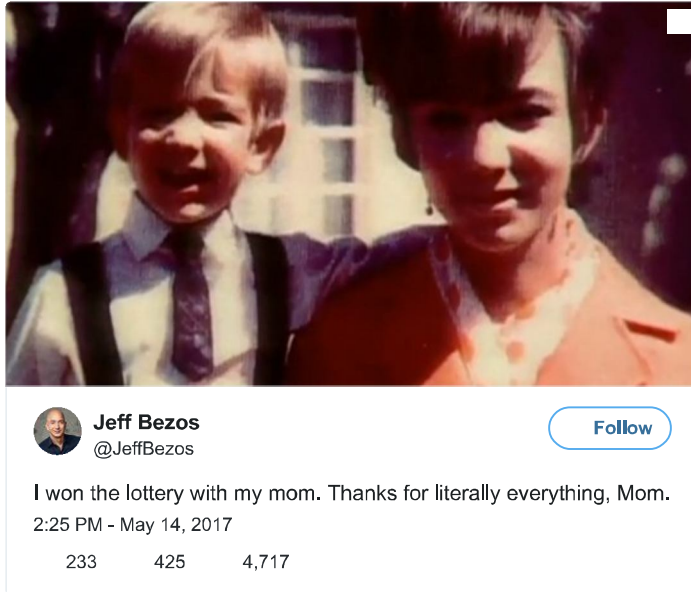 Jeff Bezos
@JeffBezos
Follow
I won the lottery with my mom. Thanks for literally everything, Mom.
2:25 PM - May 14, 2017
233 425 4,717